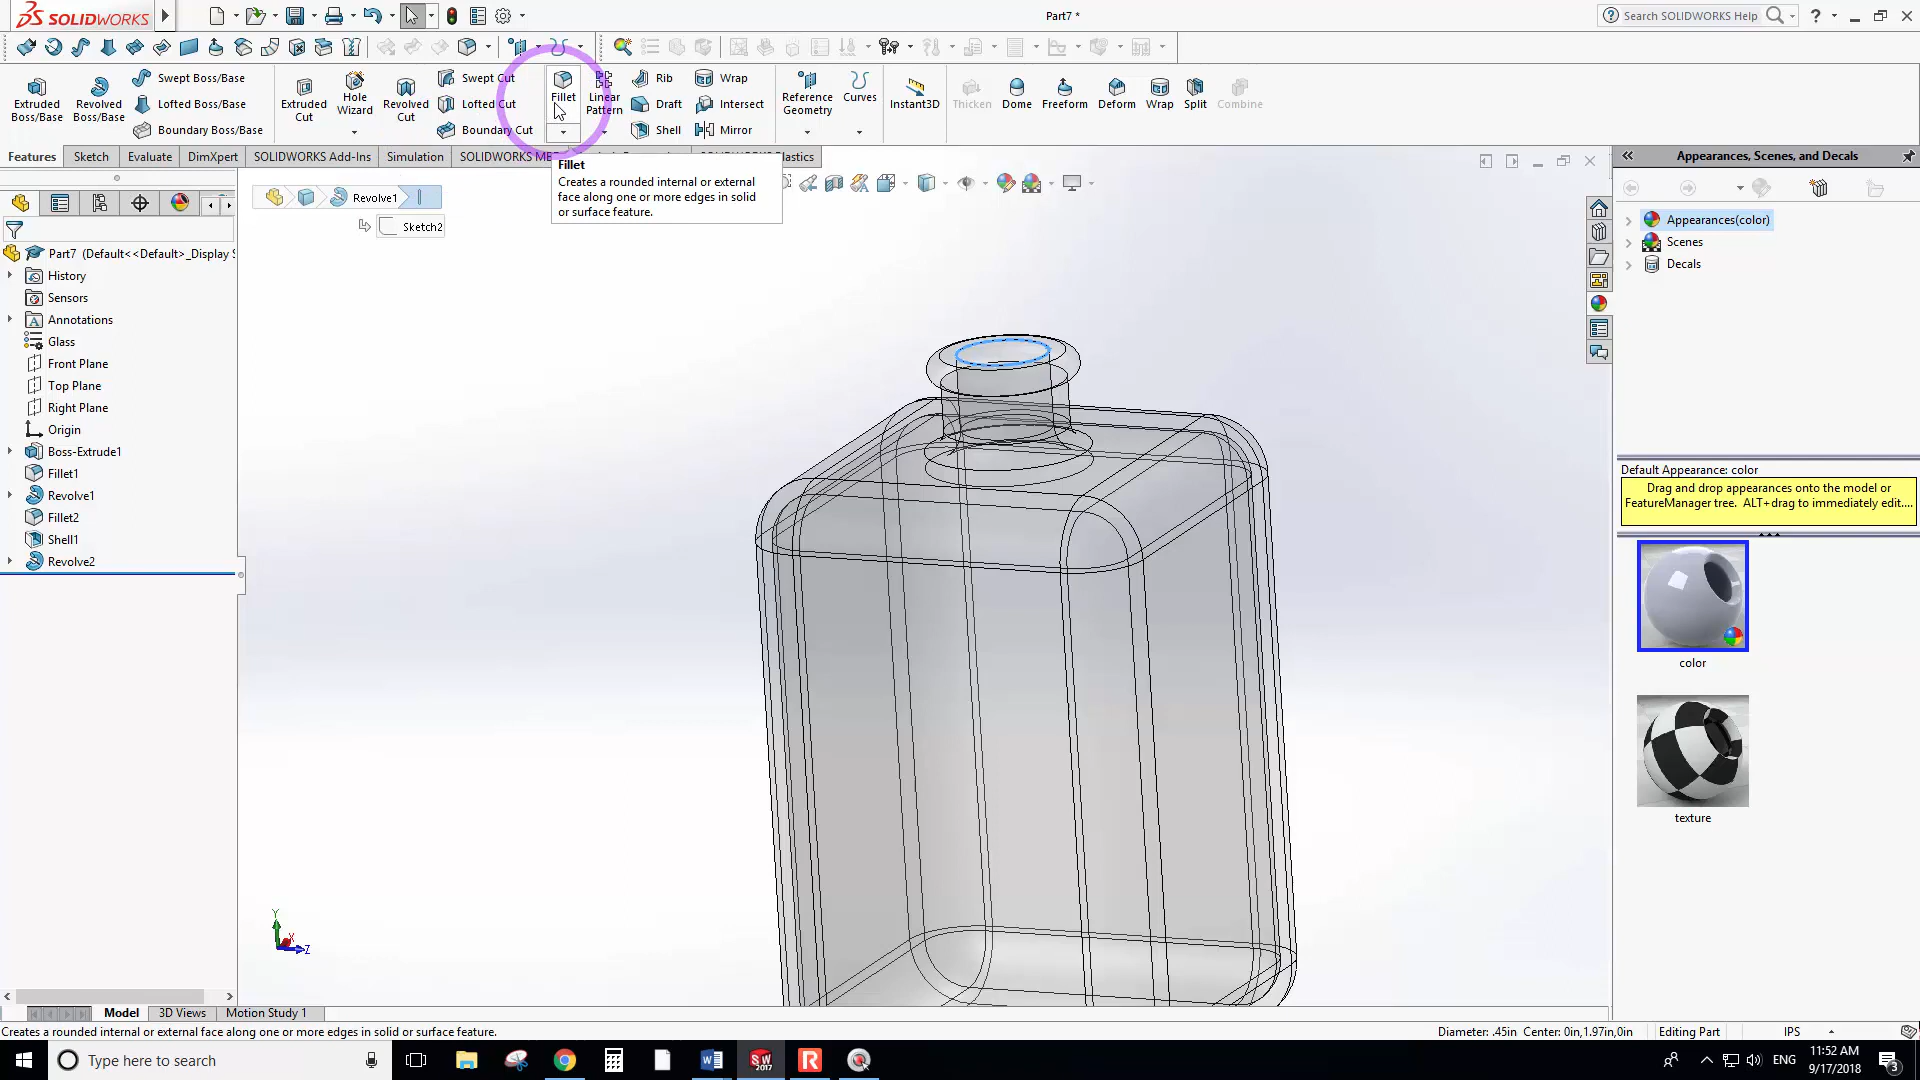 SOLIDWORKS
Part7 *
Search SOLIDWORKS Help
Extruded Boss/Base
Revolved Boss/Base
Swept Boss/Base
Lofted Boss/Base
Boundary Boss/Base
Extruded Cut
Hole Wizard
Revolved Cut
Swept Cut
Lofted Cut
Boundary Cut
Fillet
Linear Pattern
Rib
Draft
Shell
Wrap
Intersect
Mirror
Reference Geometry
Curves
Instant3D
Thicken
Dome
Freeform
Deform
Wrap
Split
Combine
Features
Sketch
Evaluate
DimXpert
SOLIDWORKS Add-Ins
Simulation
SOLIDWORKS MB
Fillet
Creates a rounded internal or external
face along one or more edges in solid
or surface feature.
Revolve1
Sketch2
Part7 (Default<<Default>_Display S
History
Sensors
Annotations
Glass
Front Plane
Top Plane
Right Plane
Origin
Boss-Extrude1
Fillet1
Revolve1
Fillet2
Shell1
Revolve2
Y
X
Z
Appearances, Scenes, and Decals
Appearances(color)
Scenes
Decals
Default Appearance: color
Drag and drop appearances onto the model or
FeatureManager tree. ALT+drag to immediately edit....
color
texture
Model
3D Views
Motion Study 1
Creates a rounded internal or external face along one or more edges in solid or surface feature.
Diameter: .45in Center: 0in,1.97in,0in
Editing Part
IPS
Type here to search
SW
2017
R
ENG
11:52 AM
9/17/2018
3